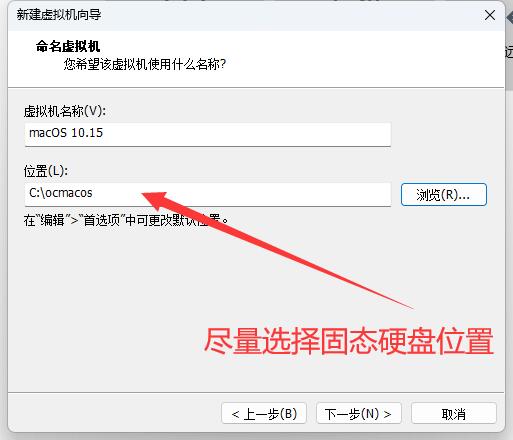 新建虚拟机向导
命名虚拟机
您希望该虚拟机使用什么名称?
虚拟机名称(V):
macOS 10.15
位置(L):
C:\ocmacos
浏览(R)...
在“编辑”>“首选项”中可更改默认位置。
尽量选择固态硬盘位置
< 上一步(B)
下一步(N) >
取消